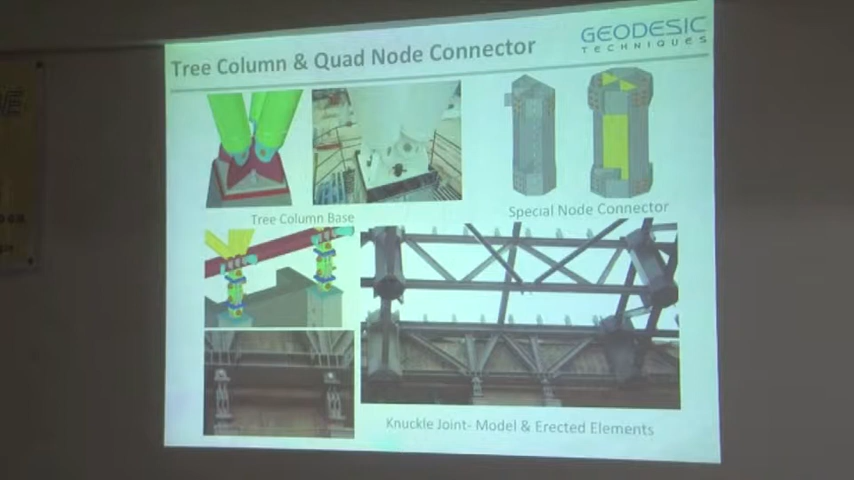 Tree Column & Quad Node Connector
GEODESIC
TECHNIQUES
Tree Column Base
Special Node Connector
Knuckle Joint- Model & Erected Elements